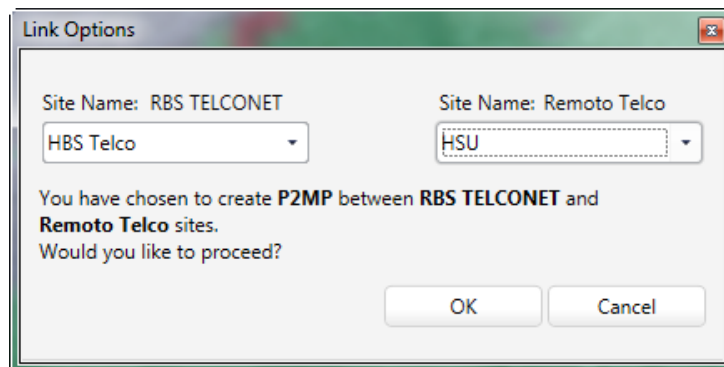 Link Options
Site Name: RBS TELCONET
Site Name: Remoto Telco
HBS Telco
HSU
You have chosen to create P2MP between RBS TELCONET and
Remoto Telco sites.
Would you like to proceed?
OK
Cancel